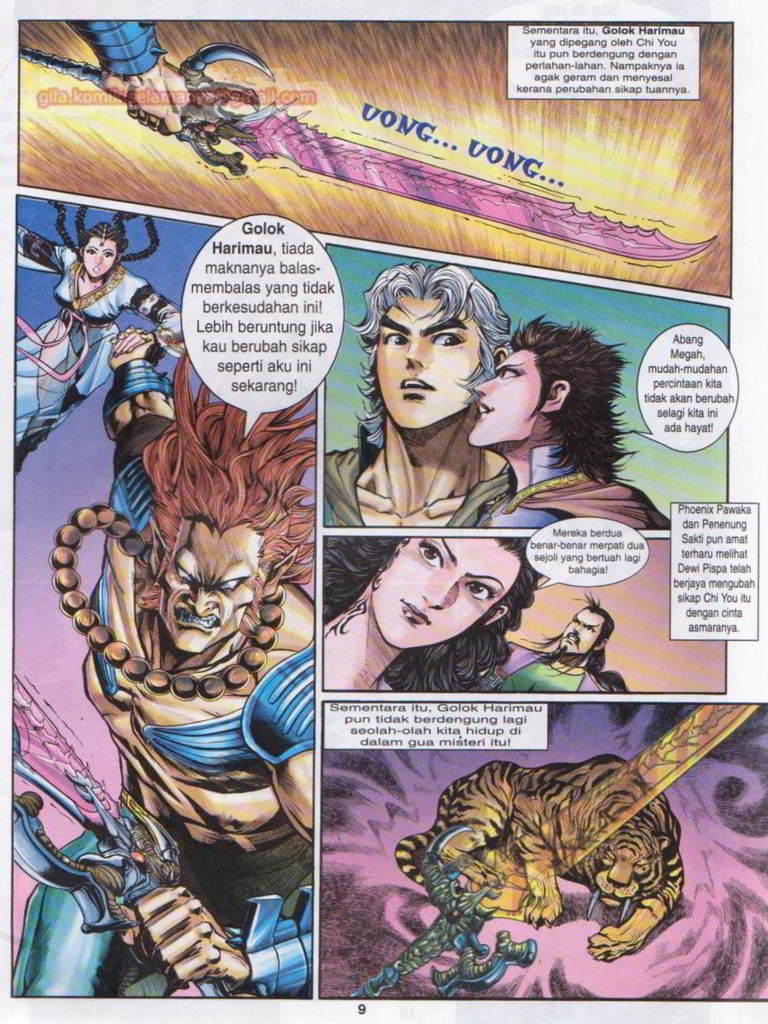 Sementara itu, Golok Harimau
yang dipegang oleh Chi You
itu pun berdengung dengan
perlahan-lahan. Nampaknya ia
agak geram dan menyesal
kerana perubahan sikap tuannya.
UONG... UONG...
Golok
Harimau, tiada
maknanya balas-
membalas yang tidak
berkesudahan ini!
Lebih beruntung jika
kau berubah sikap
seperti aku ini
sekarang!
Abang
Megah,
mudah-mudahan
percintaan kita
tidak akan berubah
selagi kita ini
ada hayat!
Mereka berdua
benar-benar merpati dua
sejoli yang bertuah lagi
bahagia!
Phoenix Pawaka
dan Penenung
Sakti pun amat
terharu melihat
Dewi Pispa telah
berjaya mengubah
sikap Chi You itu
dengan cinta
asmaranya.
Sementara itu, Golok Harimau
pun tidak berdengung lagi
seolah-olah kita hidup di
dalam gua misteri itu!
9